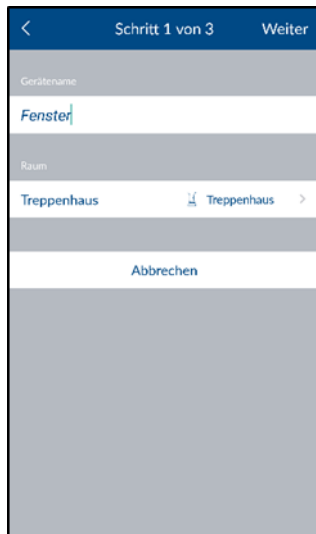 Schritt 1 von 3 Weiter
Gerätename
Fenster
Raum
Treppenhaus Treppenhaus
Abbrechen